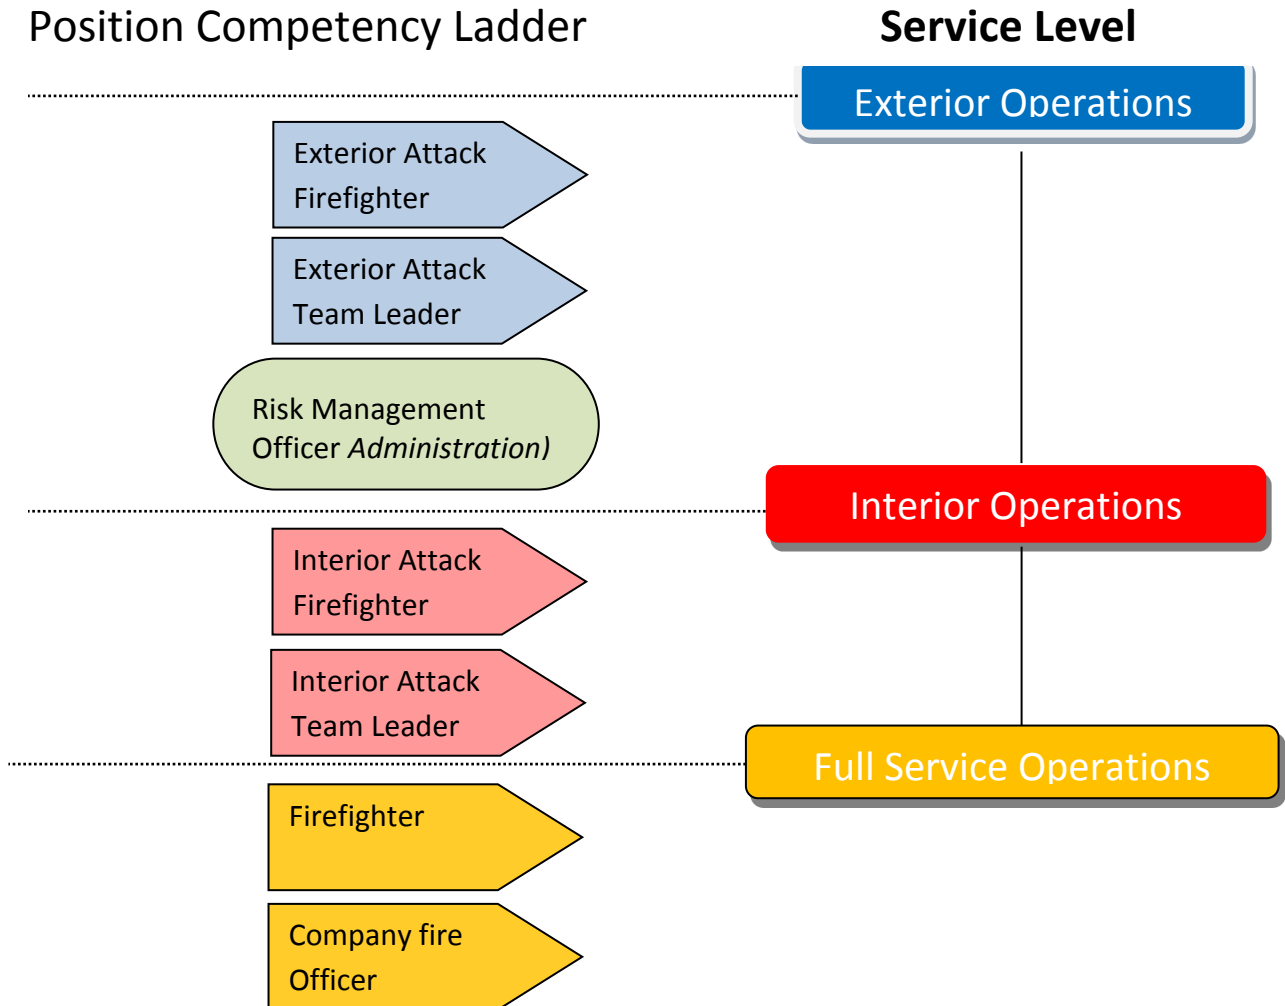 Position Competency Ladder
Service Level
Exterior Operations
Exterior Attack
Firefighter
Exterior Attack
Team Leader
Risk Management
Officer Administration)
Interior Operations
Interior Attack
Firefighter
Interior Attack
Team Leader
Full Service Operations
Firefighter
Company fire
Officer